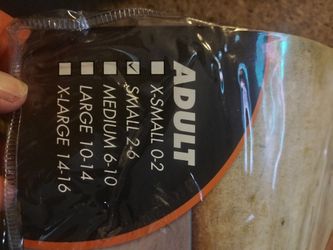 ADULT
X-SMALL 0-2
SMALL 2-6
MEDIUM 6-10
LARGE 10-14
X-LARGE 14-16